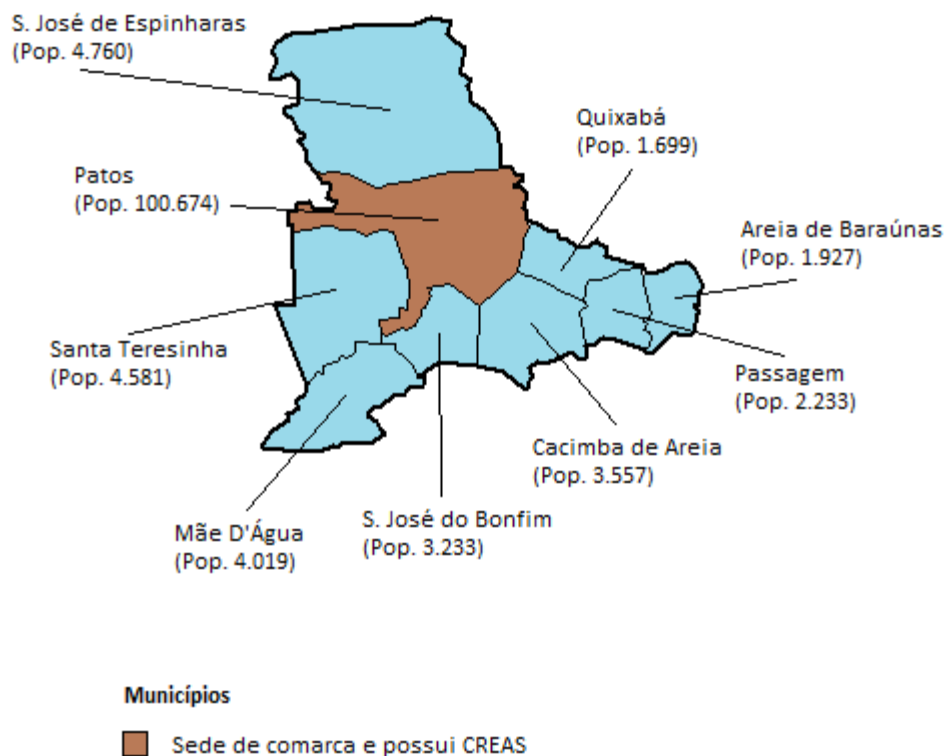 S. José de Espinharas
(Pop. 4.760)
Quixabá
(Pop. 1.699)
Patos
(Pop. 100.674)
Areia de Baraúnas
(Pop. 1.927)
Santa Teresinha
(Pop. 4.581)
Passagem
(Pop. 2.233)
Cacimba de Areia
(Pop. 3.557)
S. José do Bonfim
(Pop. 3.233)
Mãe D'Água
(Pop. 4.019)
Municípios
Sede de comarca e possui CREAS